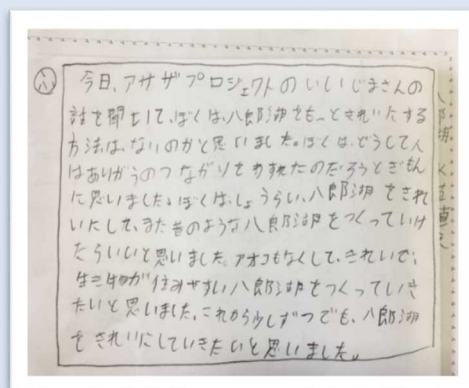 今日、アサザプロジェクトのいいじまさんの
話を聞いて、ぼくは、八郎湖をもっときれいにする
方法は、ないのかと思いました。ぼくは、どうして人
はありがうのつながりをわすれたのだろうとぎもん
に思いました。ぼくは、しょうらい、八郎湖をきれ
いにして、また昔のような八郎湖をつくっていけ
たらいいと思いました。アオコもなくして、きれいで、
生き物が住みやすい八郎湖をつくっていき
たいと思いました。これから少しずつでも、八郎湖
をきれいにしていきたいと思いました。
八郎湖